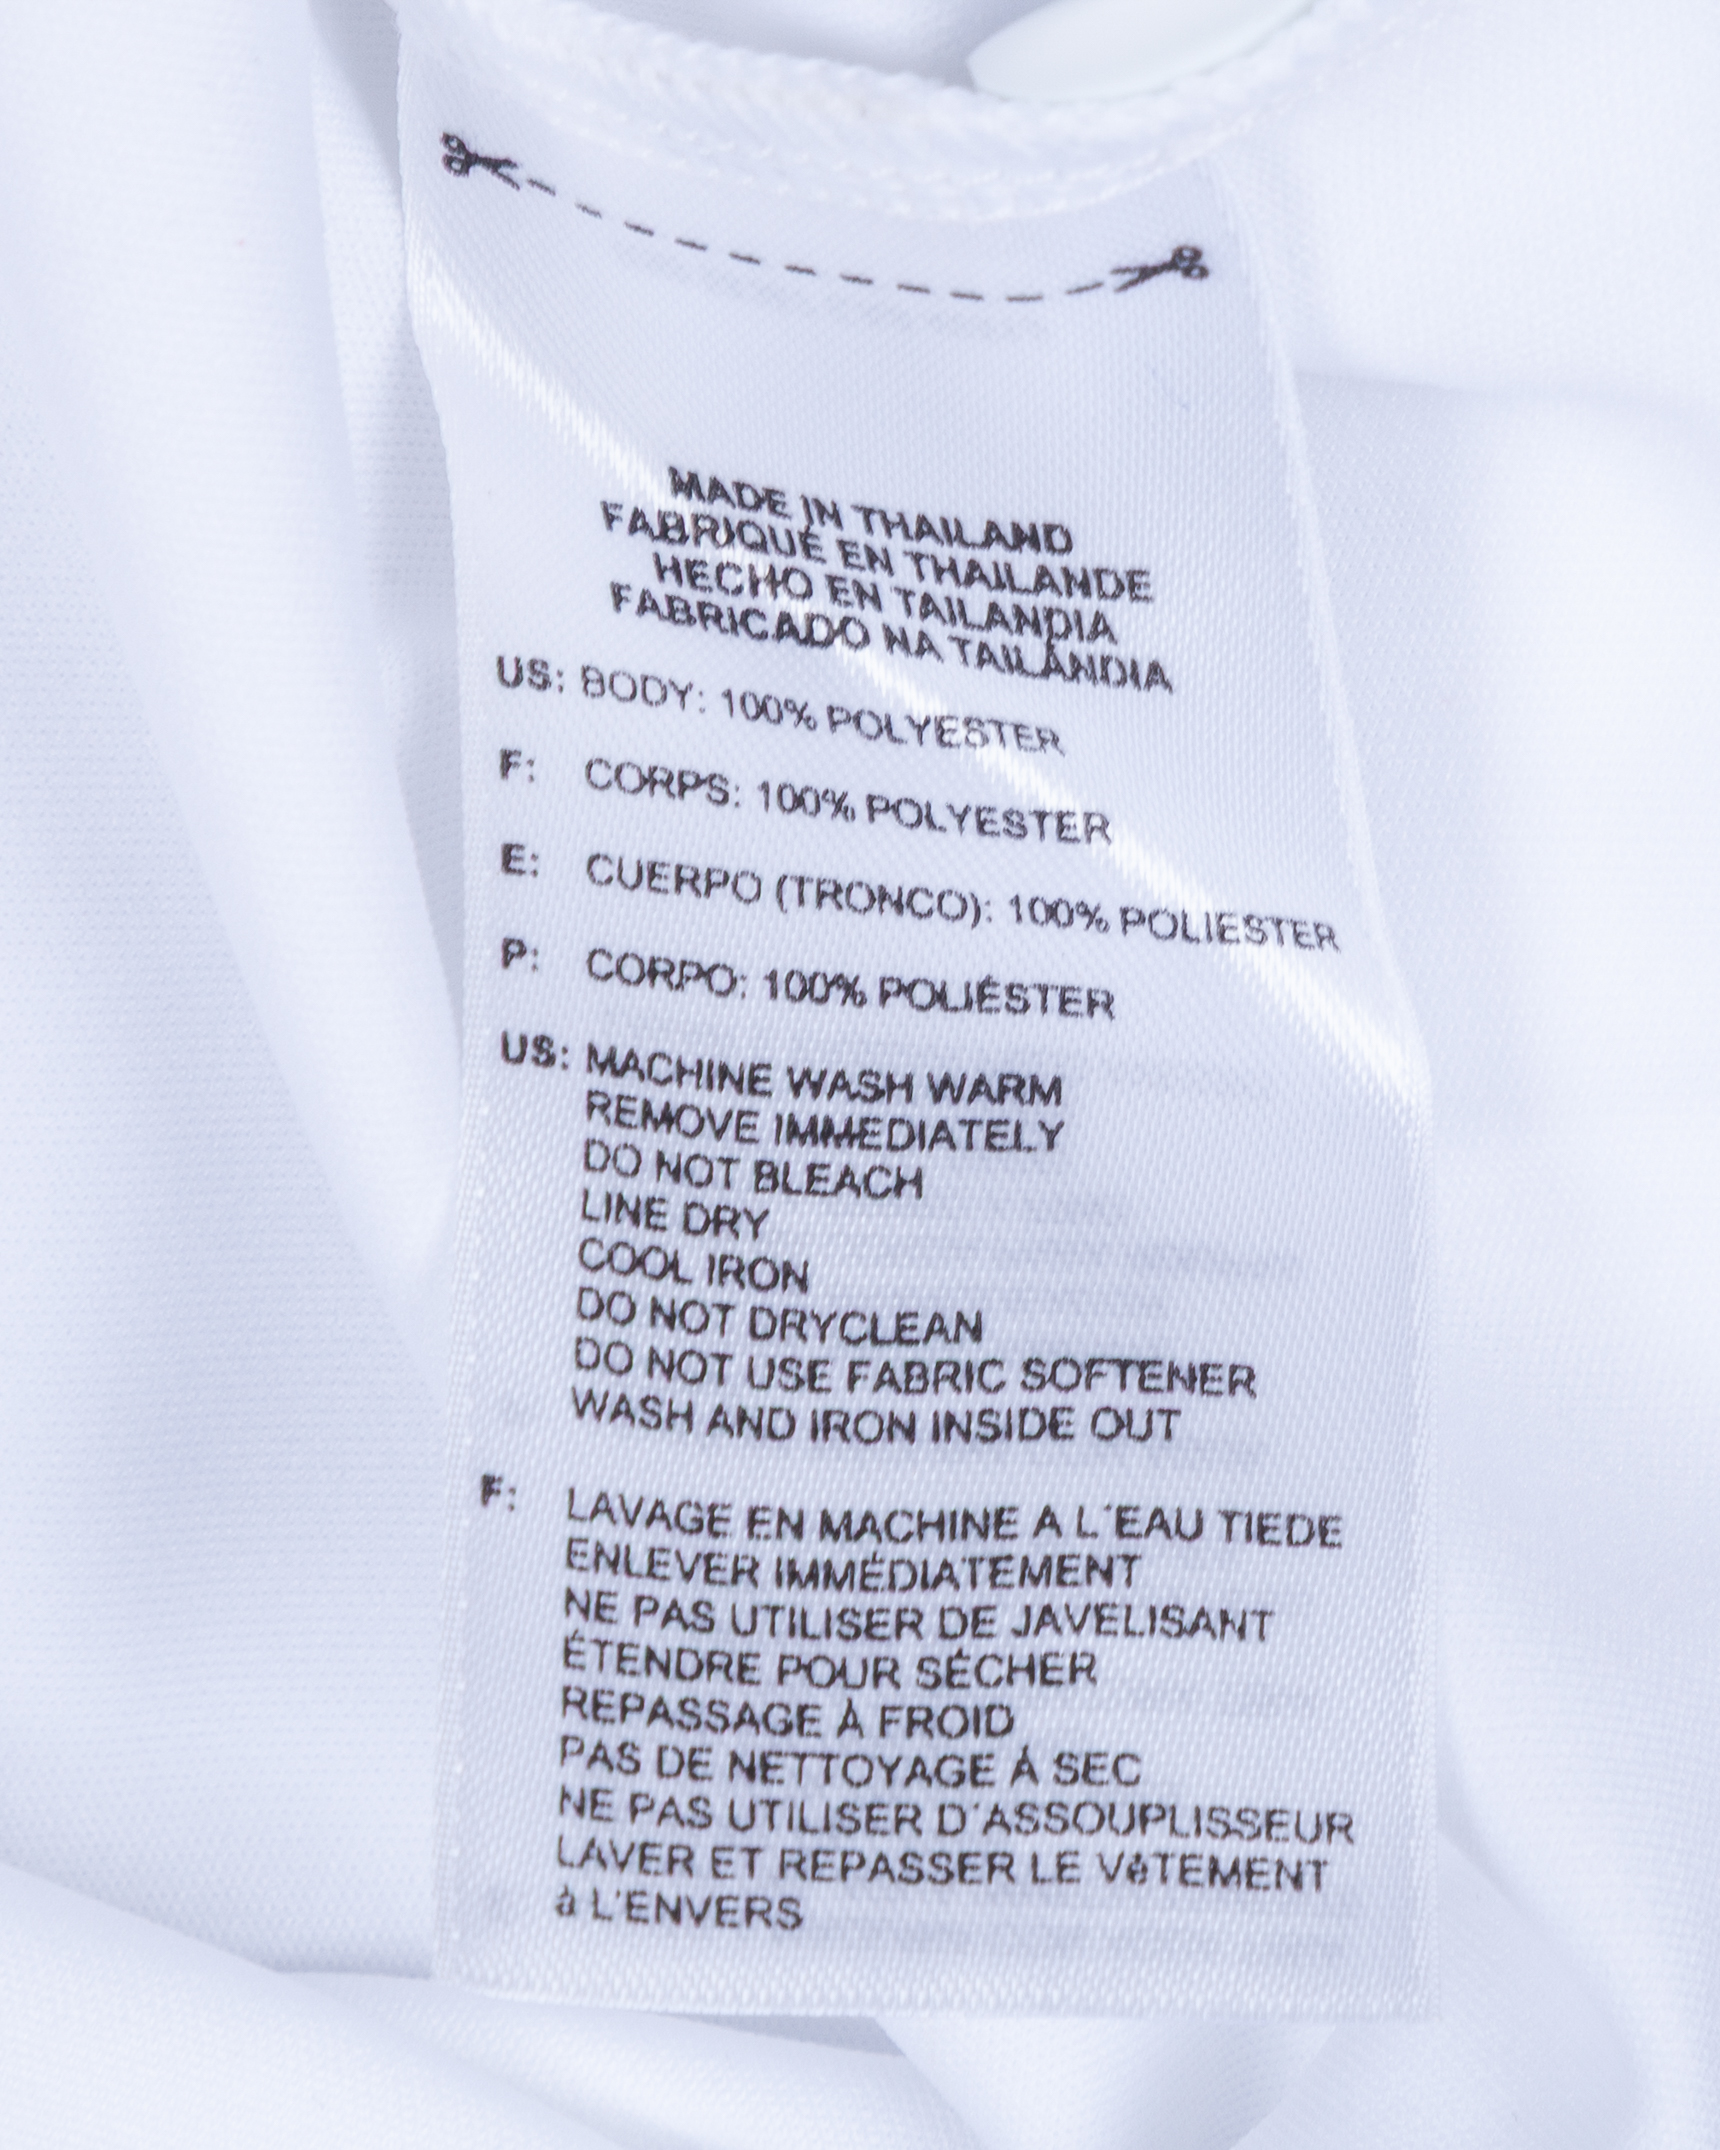 MADE IN THAILAND
FABRIQUÉ EN THAILANDE
HECHO EN TAILANDIA
FABRICADO NA TAILÂNDIA
US: BODY: 100% POLYESTER
F: CORPS: 100% POLYESTER
E: CUERPO (TRONCO): 100% POLIESTER
P: CORPO: 100% POLIÉSTER
US: MACHINE WASH WARM
REMOVE IMMEDIATELY
DO NOT BLEACH
LINE DRY
COOL IRON
DO NOT DRYCLEAN
DO NOT USE FABRIC SOFTENER
WASH AND IRON INSIDE OUT
F: LAVAGE EN MACHINE A L'EAU TIEDE
ENLEVER IMMÉDIATEMENT
NE PAS UTILISER DE JAVELISANT
ÉTENDRE POUR SÉCHER
REPASSAGE À FROID
PAS DE NETTOYAGE À SEC
NE PAS UTILISER D'ASSOUPLISSEUR
LAVER ET REPASSER LE VêTEMENT
à L'ENVERS